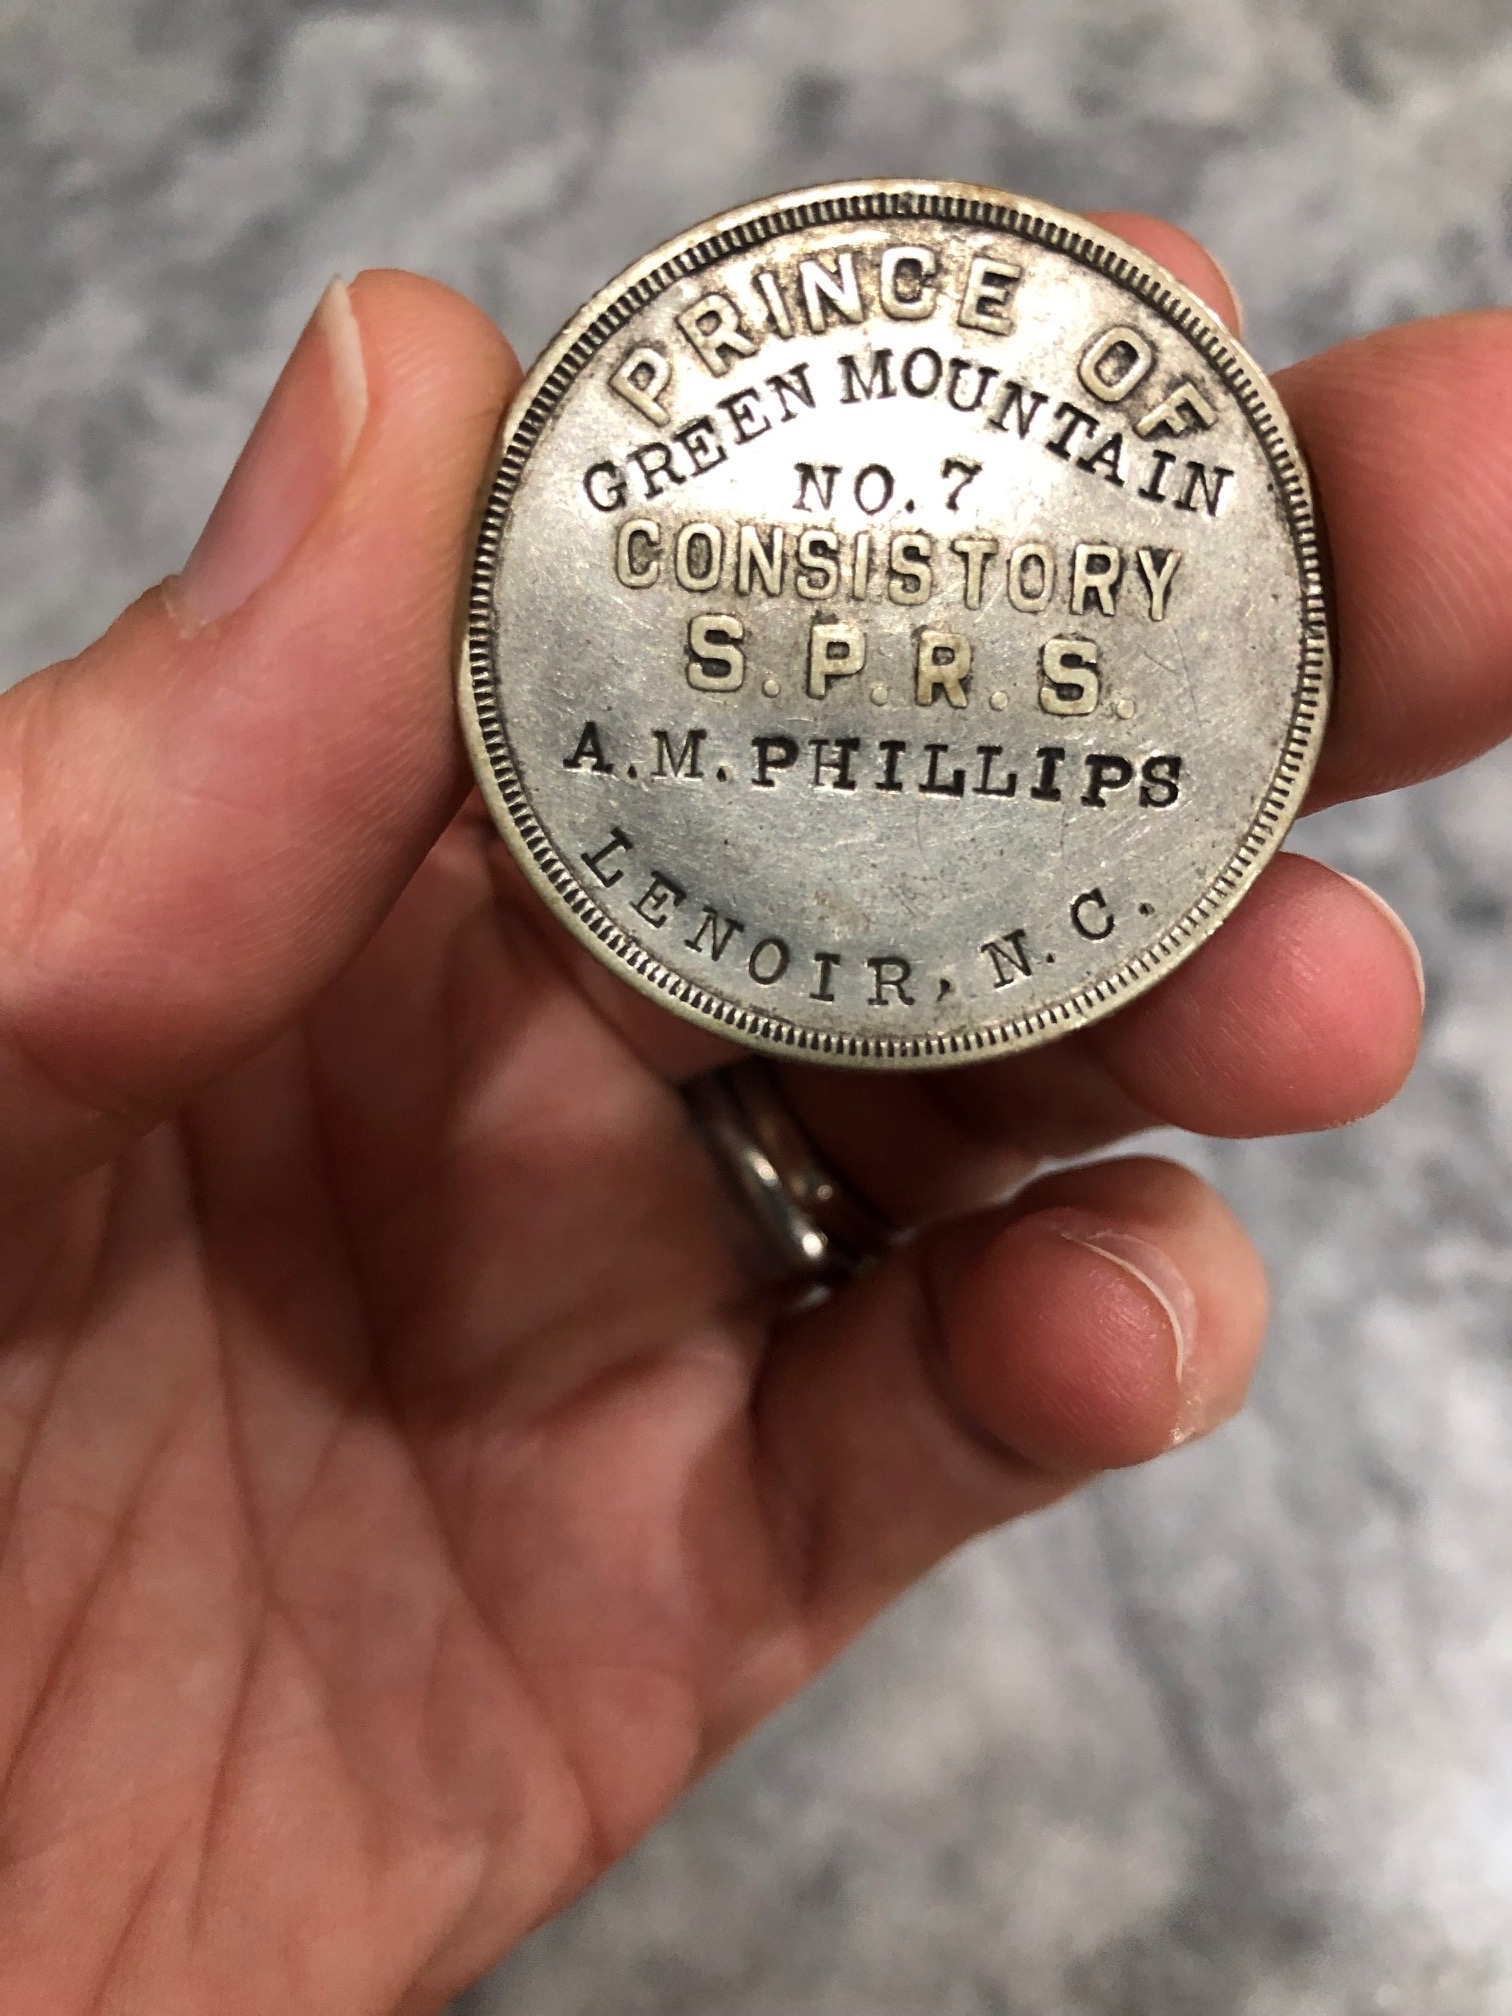 PRINCE OF
GREEN MOUNTAIN
NO. 7
CONSISTORY
S.P.R.S.
A.M. PHILLIPS
LENOIR, N.C.